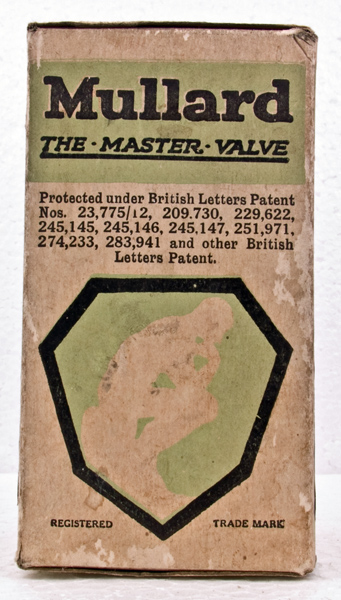 Mullard
THE · MASTER · VALVE
Protected under British Letters Patent
Nos. 23,775/12, 209.730, 229,622,
245,145, 245,146, 245,147, 251,971,
274,233, 283,941 and other British
Letters Patent.
REGISTERED TRADE MARK